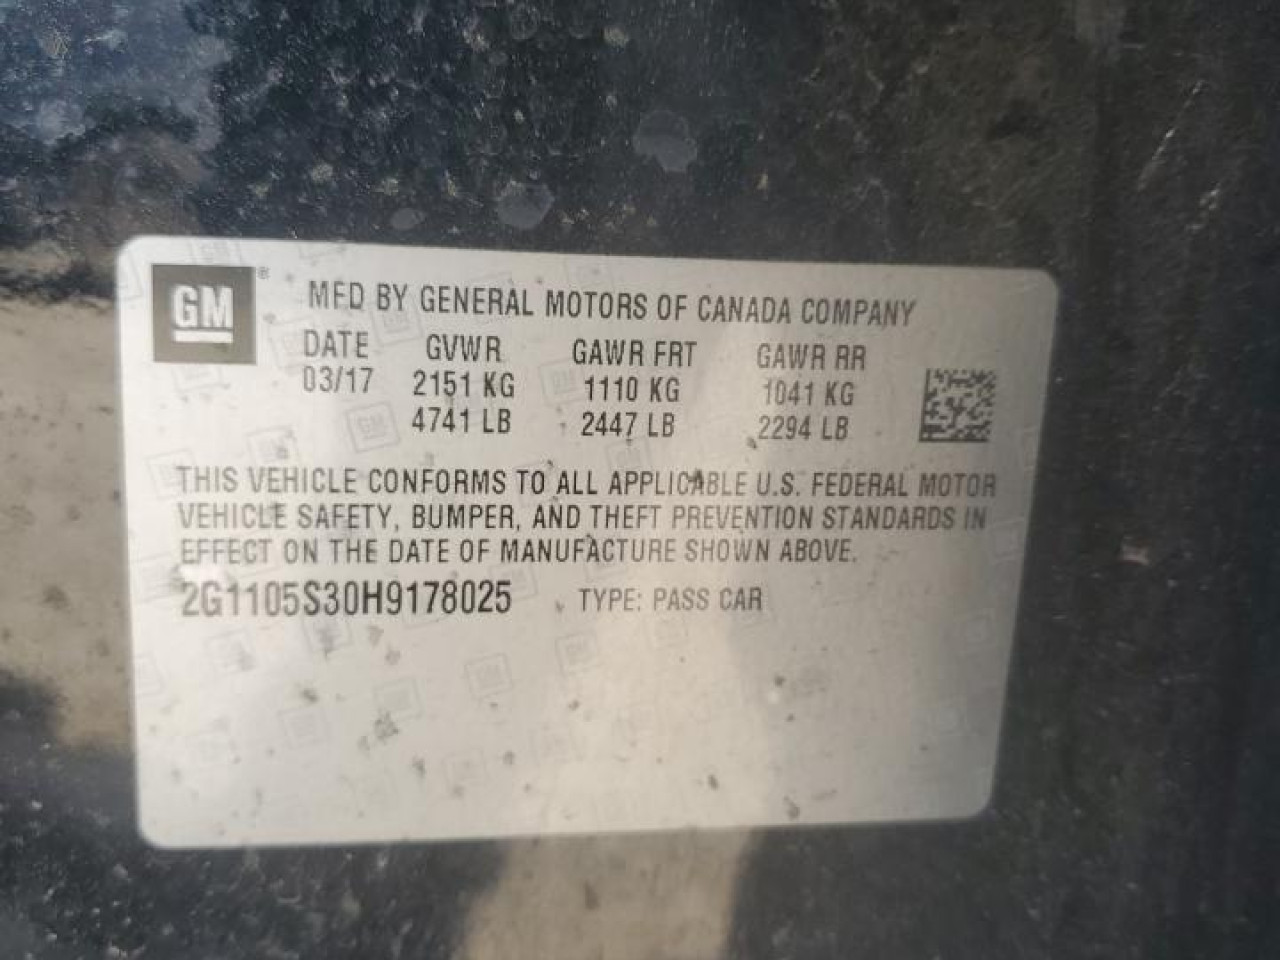 GM® MFD BY GENERAL MOTORS OF CANADA COMPANY
DATE GVWR GAWR FRT GAWR RR
03/17 2151 KG 1110 KG 1041 KG
4741 LB 2447 LB 2294 LB
THIS VEHICLE CONFORMS TO ALL APPLICABLE U.S. FEDERAL MOTOR
VEHICLE SAFETY, BUMPER, AND THEFT PREVENTION STANDARDS IN
EFFECT ON THE DATE OF MANUFACTURE SHOWN ABOVE.
2G1105S30H9178025 TYPE: PASS CAR